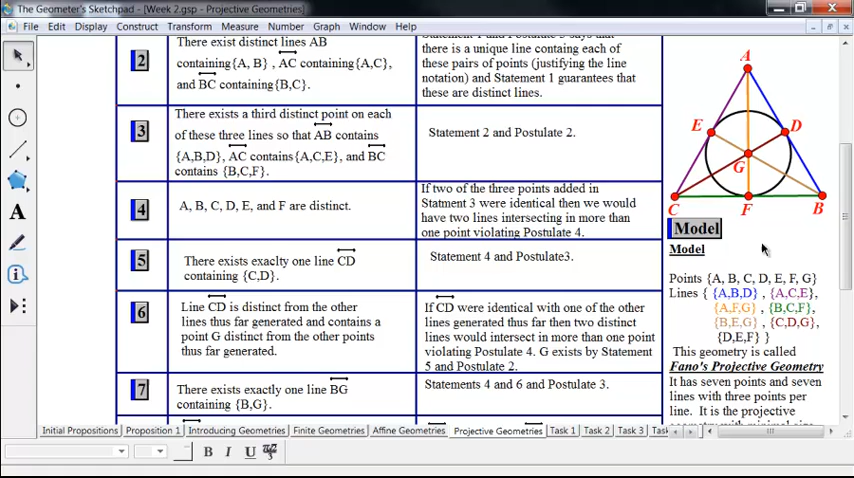 The Geometer's Sketchpad - [Week 2.gsp - Projective Geometries]
File Edit Display Construct Transform Measure Number Graph Window Help
2
There exist distinct lines AB
containing{A, B} , AC containing{A,C},
and BC containing {B,C}.
there is a unique line containg each of
these pairs of points (justifying the line
notation) and Statement 1 guarantees that
these are distinct lines.
3
There exists a third distinct point on each
of these three lines so that AB contains
{A,B,D}, AC contains{A,C,E}, and BC
contains {B,C,F}.
Statement 2 and Postulate 2.
4
A, B, C, D, E, and F are distinct.
If two of the three points added in
Statment 3 were identical then we would
have two lines intersecting in more than
one point violating Postulate 4.
5
There exists exaclty one line CD
containing {C,D}.
Statement 4 and Postulate3.
6
Line CD is distinct from the other
lines thus far generated and contains a
point G distinct from the other points
thus far generated.
If CD were identical with one of the other
lines generated thus far then two distinct
lines would intersect in more than one point
violating Postulate 4. G exists by Statement
5 and Postulate 2.
7
There exists exactly one line BG
containing {B,G}.
Statements 4 and 6 and Postulate 3.
A
E
D
G
C
F
B
Model
Model
Points {A, B, C, D, E, F, G}
Lines { {A,B,D} , {A,C,E},
{A,F,G} , {B,C,F},
{B,E,G} , {C,D,G},
{D,E,F} }
This geometry is called
Fano's Projective Geometry
It has seven points and seven
lines with three points per
line. It is the projective
geometry with minimal size
Initial Propositions Proposition 1 Introducing Geometries Finite Geometries Affine Geometries Projective Geometries Task 1 Task 2 Task 3 Task
A
B I U